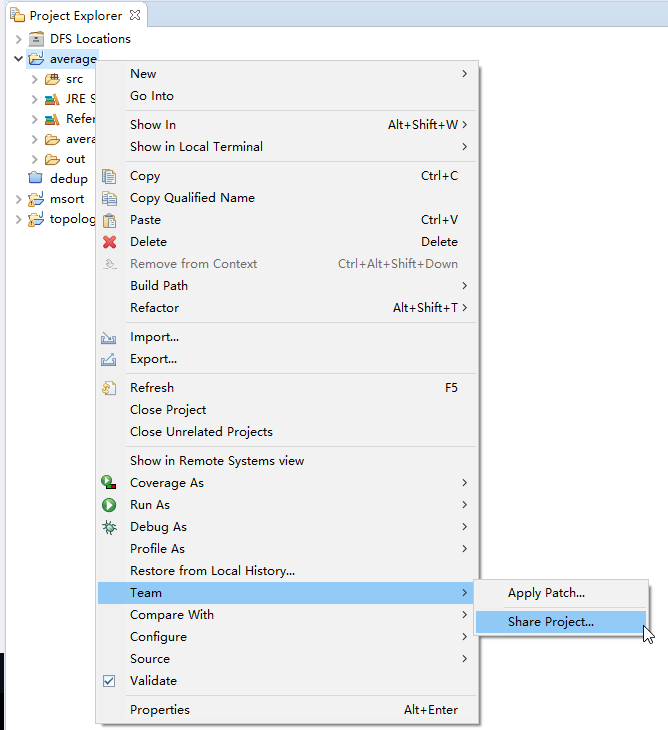 Project Explorer
DFS Locations
average
src
JRE S
Refer
avera
out
dedup
msort
topolog
New
Go Into
Show In Alt+Shift+W
Show in Local Terminal
Copy Ctrl+C
Copy Qualified Name
Paste Ctrl+V
Delete Delete
Remove from Context Ctrl+Alt+Shift+Down
Build Path
Refactor Alt+Shift+T
Import...
Export...
Refresh F5
Close Project
Close Unrelated Projects
Show in Remote Systems view
Coverage As
Run As
Debug As
Profile As
Restore from Local History...
Team
Compare With
Configure
Source
Validate
Properties Alt+Enter
Apply Patch...
Share Project...